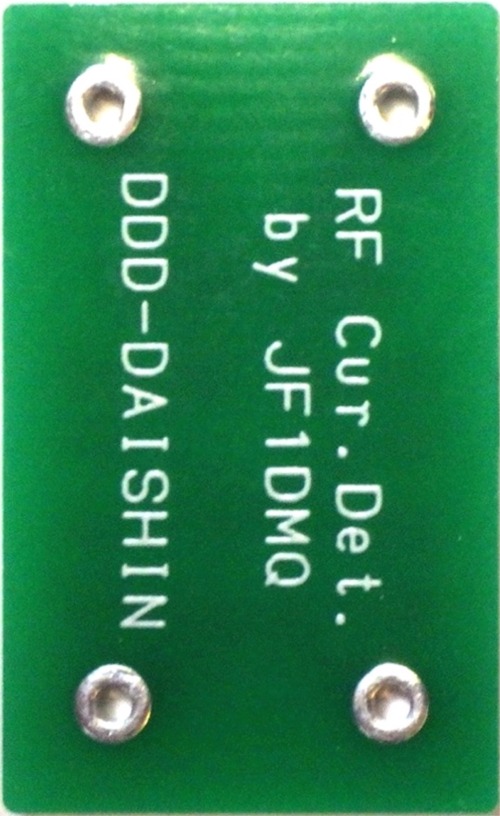 RF Cur.Det.
by JF1DMQ
DDD-DAISHIN